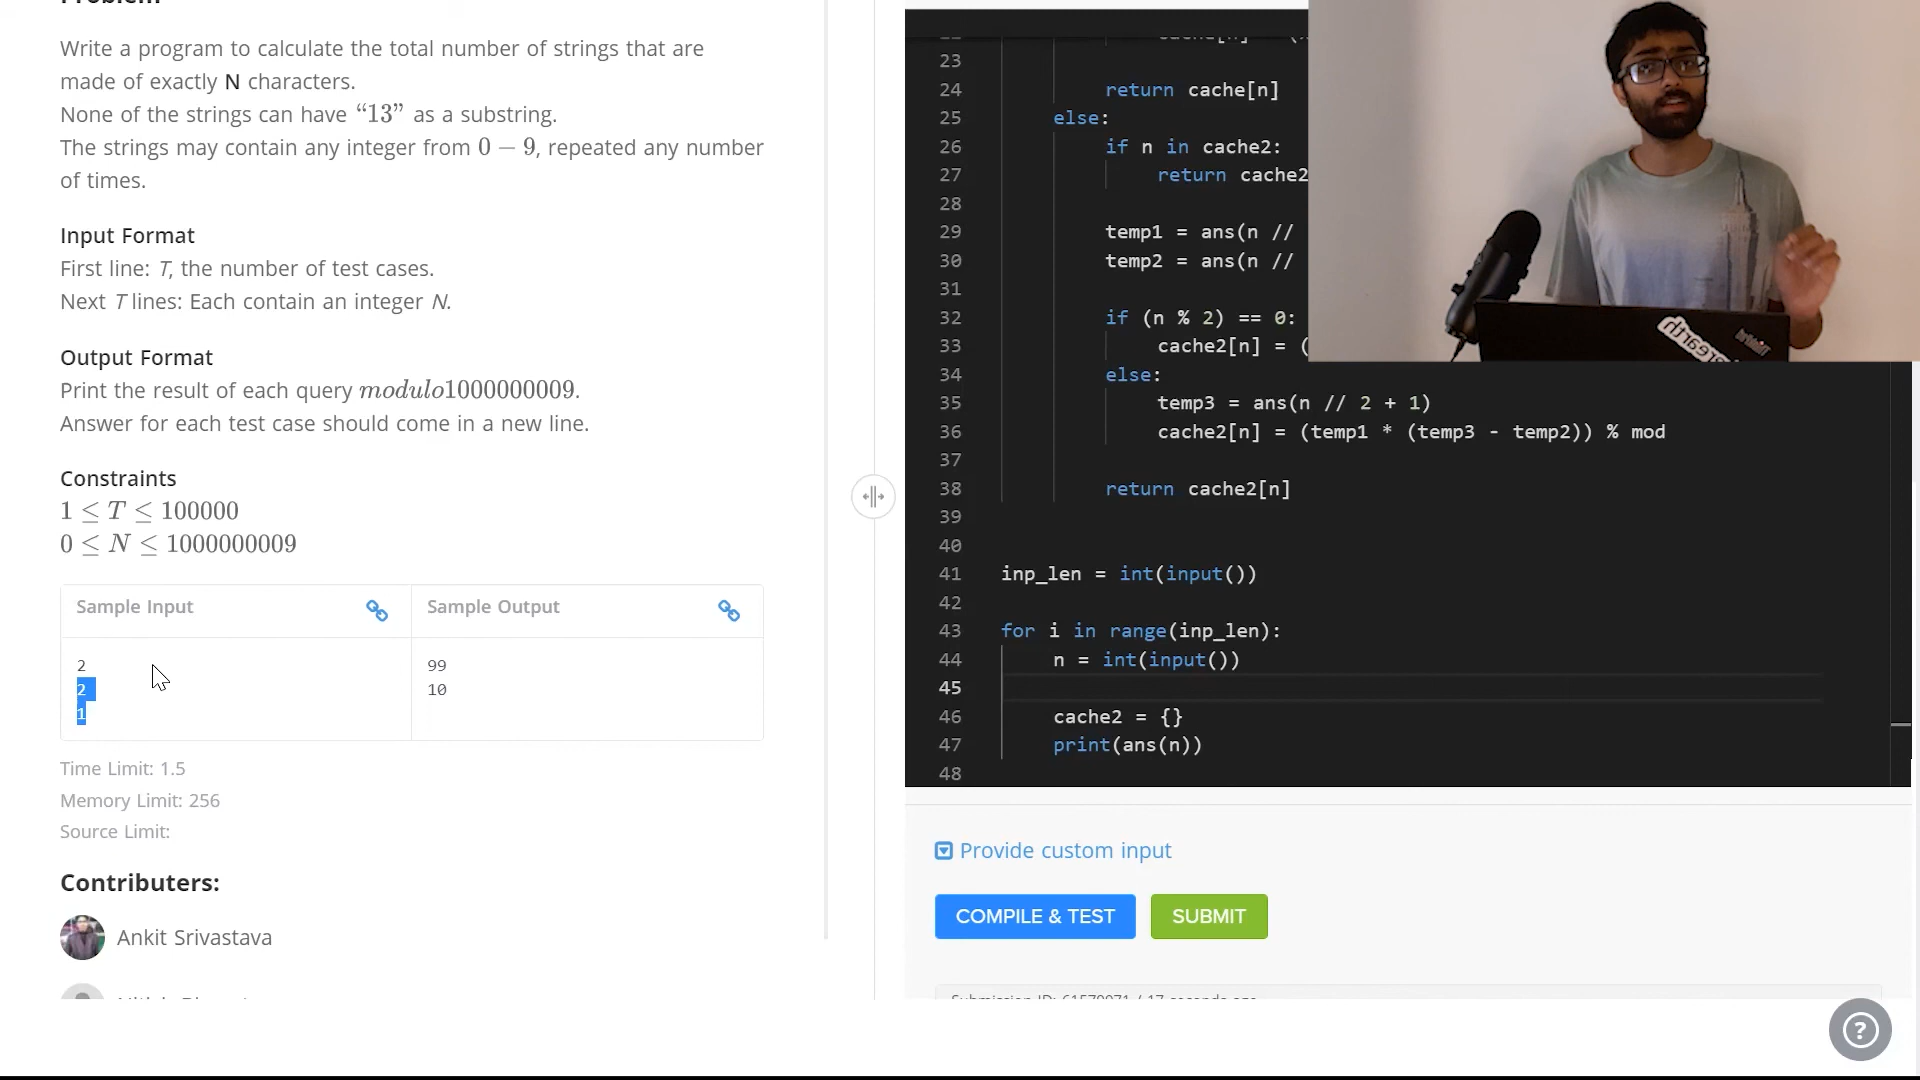 Problem
Write a program to calculate the total number of strings that are
made of exactly N characters.
None of the strings can have “13” as a substring.
The strings may contain any integer from 0 − 9, repeated any number
of times.
Input Format
First line: T, the number of test cases.
Next T lines: Each contain an integer N.
Output Format
Print the result of each query modulo1000000009.
Answer for each test case should come in a new line.
Constraints
1 ≤ T ≤ 100000
0 ≤ N ≤ 1000000009
Sample Input
Sample Output
2
2
1
99
10
Time Limit: 1.5
Memory Limit: 256
Source Limit:
Contributers:
Ankit Srivastava
23
24 return cache[n]
25 else:
26 if n in cache2:
27 return cache2
28
29 temp1 = ans(n //
30 temp2 = ans(n //
31
32 if (n % 2) == 0:
33 cache2[n] = (
34 else:
35 temp3 = ans(n // 2 + 1)
36 cache2[n] = (temp1 * (temp3 - temp2)) % mod
37
38 return cache2[n]
39
40
41 inp_len = int(input())
42
43 for i in range(inp_len):
44 n = int(input())
45
46 cache2 = {}
47 print(ans(n))
48
Provide custom input
COMPILE & TEST
SUBMIT
?